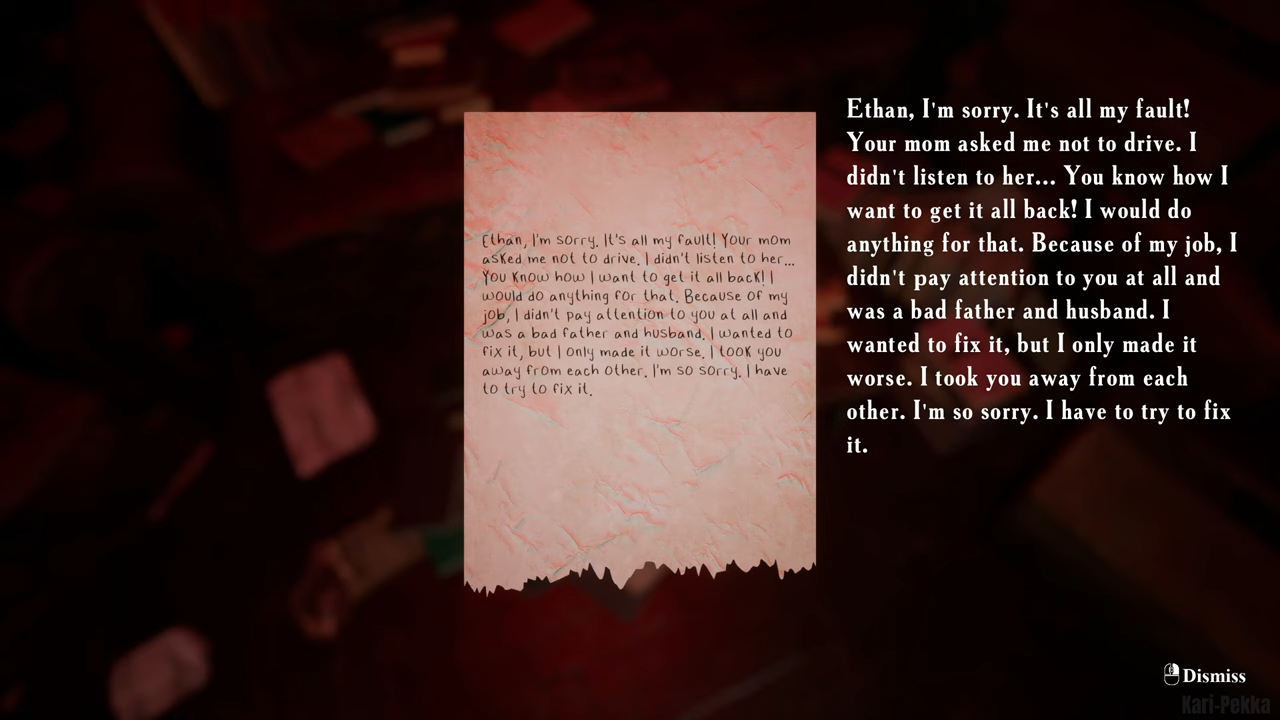 Ethan, I'm sorry. It's all my fault! Your mom
asked me not to drive. I didn't listen to her...
You know how I want to get it all back! I
would do anything for that. Because of my
job, I didn't pay attention to you at all and
was a bad father and husband. I wanted to
fix it, but I only made it worse. I took you
away from each other. I'm so sorry. I have
to try to fix it.
Ethan, I'm sorry. It's all my fault!
Your mom asked me not to drive. I
didn't listen to her... You know how I
want to get it all back! I would do
anything for that. Because of my job, I
didn't pay attention to you at all and
was a bad father and husband. I
wanted to fix it, but I only made it
worse. I took you away from each
other. I'm so sorry. I have to try to fix
it.
Dismiss
Kari-Pekka